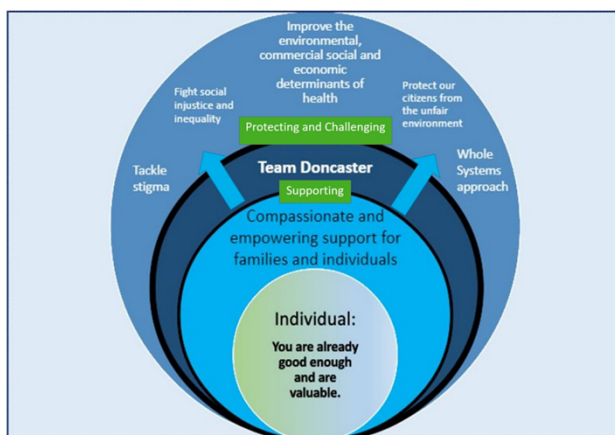 Improve the
environmental,
commercial social and
economic
determinants of
health
Fight social
injustice and
inequality
Protect our
citizens from
the unfair
environment
Protecting and Challenging
Tackle
stigma
Team Doncaster
Whole
Systems
approach
Supporting
Compassionate and
empowering support for
families and individuals
Individual:
You are already
good enough
and are
valuable.